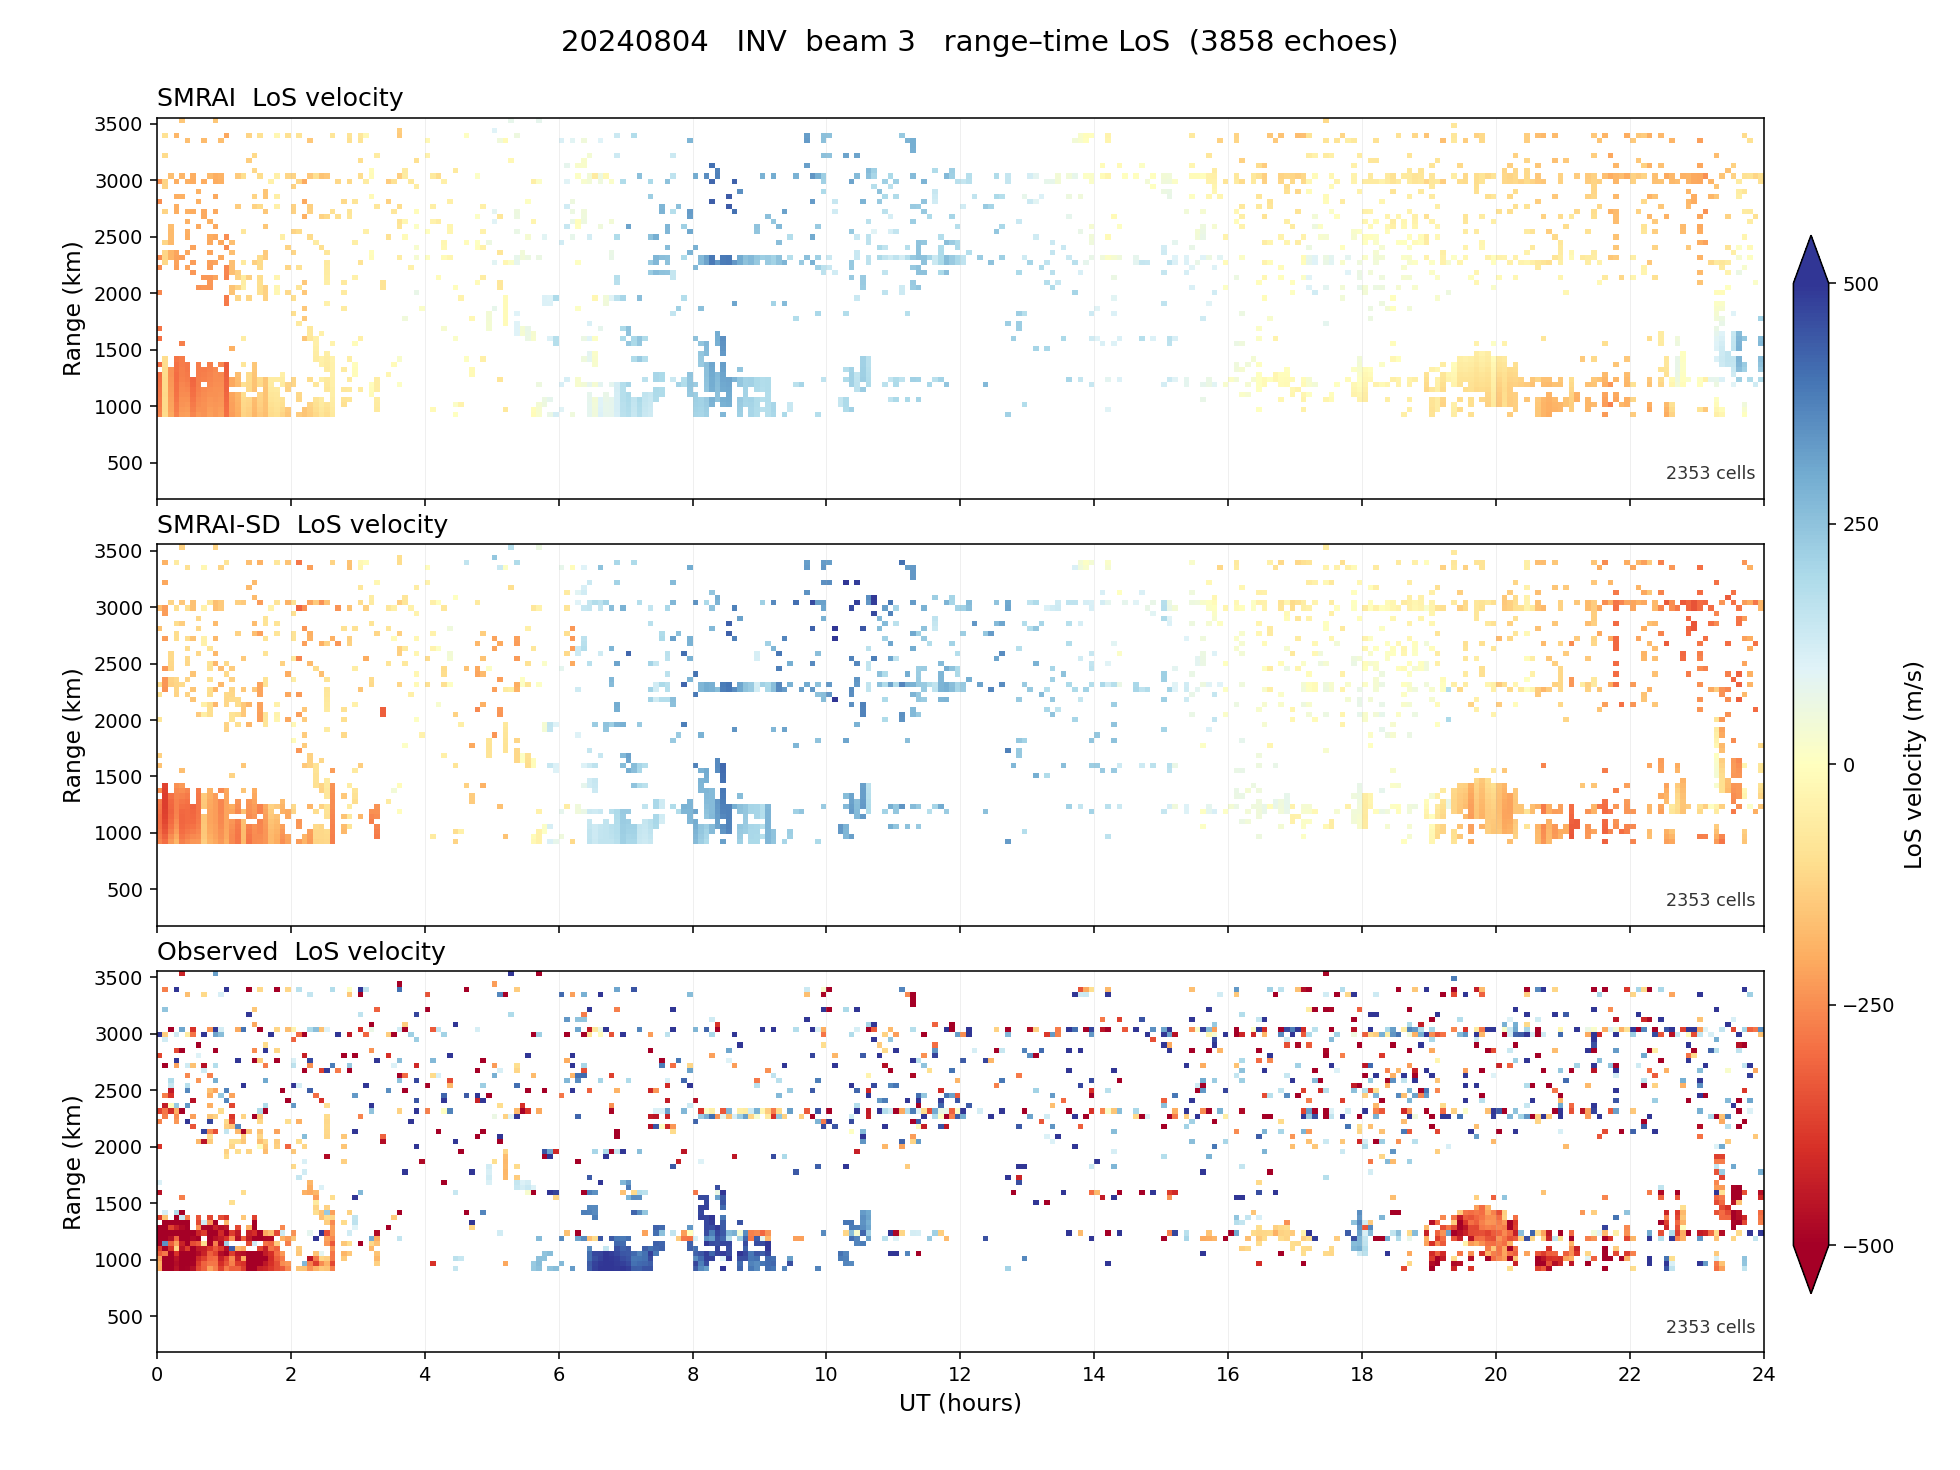 20240804   INV  beam 3   range–time LoS  (3858 echoes)
SMRAI  LoS velocity
3500
3000
2500
2000
1500
1000
500
Range (km)
2353 cells
SMRAI-SD  LoS velocity
3500
3000
2500
2000
1500
1000
500
Range (km)
2353 cells
Observed  LoS velocity
3500
3000
2500
2000
1500
1000
500
Range (km)
2353 cells
0 2 4 6 8 10 12 14 16 18 20 22 24
UT (hours)
500
250
0
−250
−500
LoS velocity (m/s)